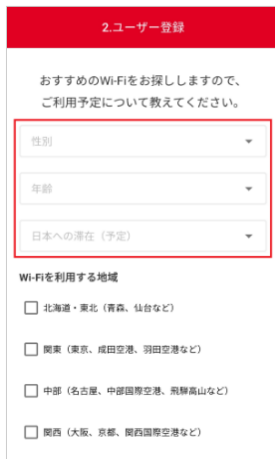 2.ユーザー登録
おすすめのWi-Fiをお探ししますので、
ご利用予定について教えてください。
性別
年齢
日本への滞在（予定）
Wi-Fiを利用する地域
北海道・東北（青森、仙台など）
関東（東京、成田空港、羽田空港など）
中部（名古屋、中部国際空港、飛騨高山など）
関西（大阪、京都、関西国際空港など）